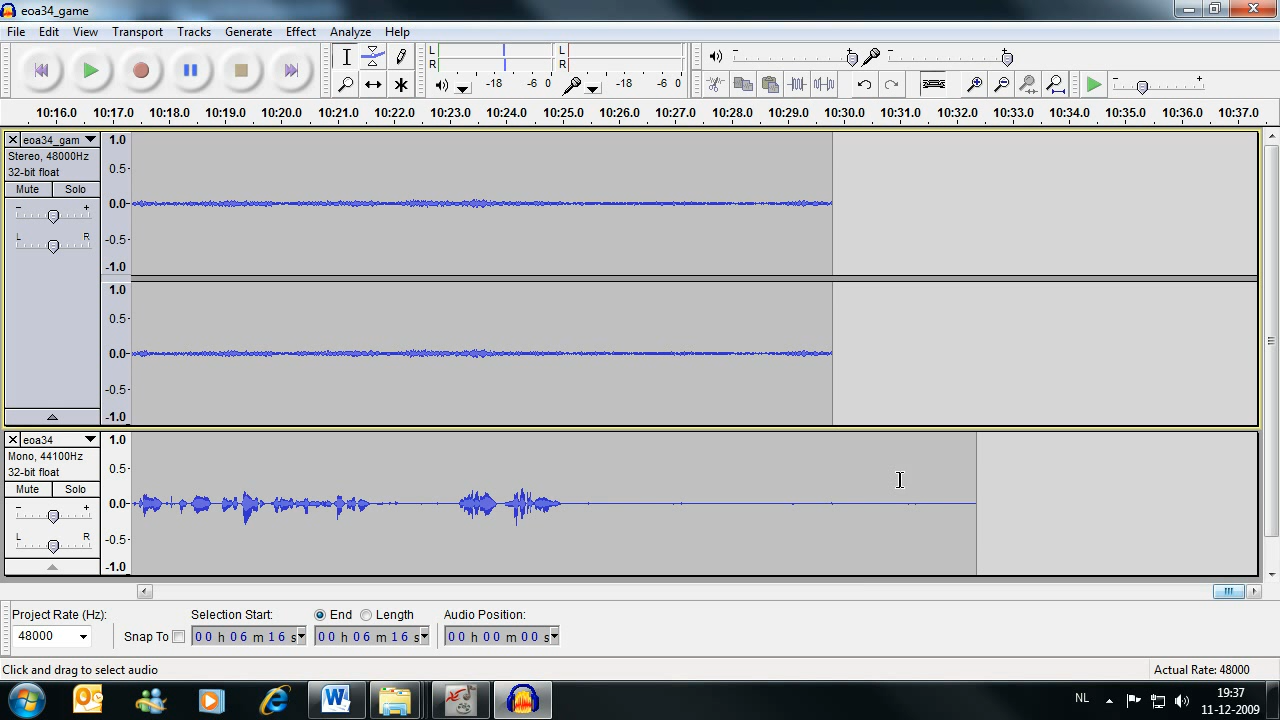 eoa34_game
File Edit View Transport Tracks Generate Effect Analyze Help
L
R
-18 -6 0
L
R
-18 -6 0
10:16.0 10:17.0 10:18.0 10:19.0 10:20.0 10:21.0 10:22.0 10:23.0 10:24.0 10:25.0 10:26.0 10:27.0 10:28.0 10:29.0 10:30.0 10:31.0 10:32.0 10:33.0 10:34.0 10:35.0 10:36.0 10:37.0
eoa34_gam
Stereo, 48000Hz
32-bit float
Mute Solo
- +
L R
1.0
0.5-
0.0-
-0.5-
-1.0
1.0
0.5-
0.0-
-0.5-
-1.0
eoa34
Mono, 44100Hz
32-bit float
Mute Solo
- +
L R
1.0
0.5-
0.0-
-0.5-
-1.0
Project Rate (Hz):
48000
Snap To
Selection Start:
00 h 06 m 16 s
End Length
00 h 06 m 16 s
Audio Position:
00 h 00 m 00 s
Click and drag to select audio
Actual Rate: 48000
NL
19:37
11-12-2009